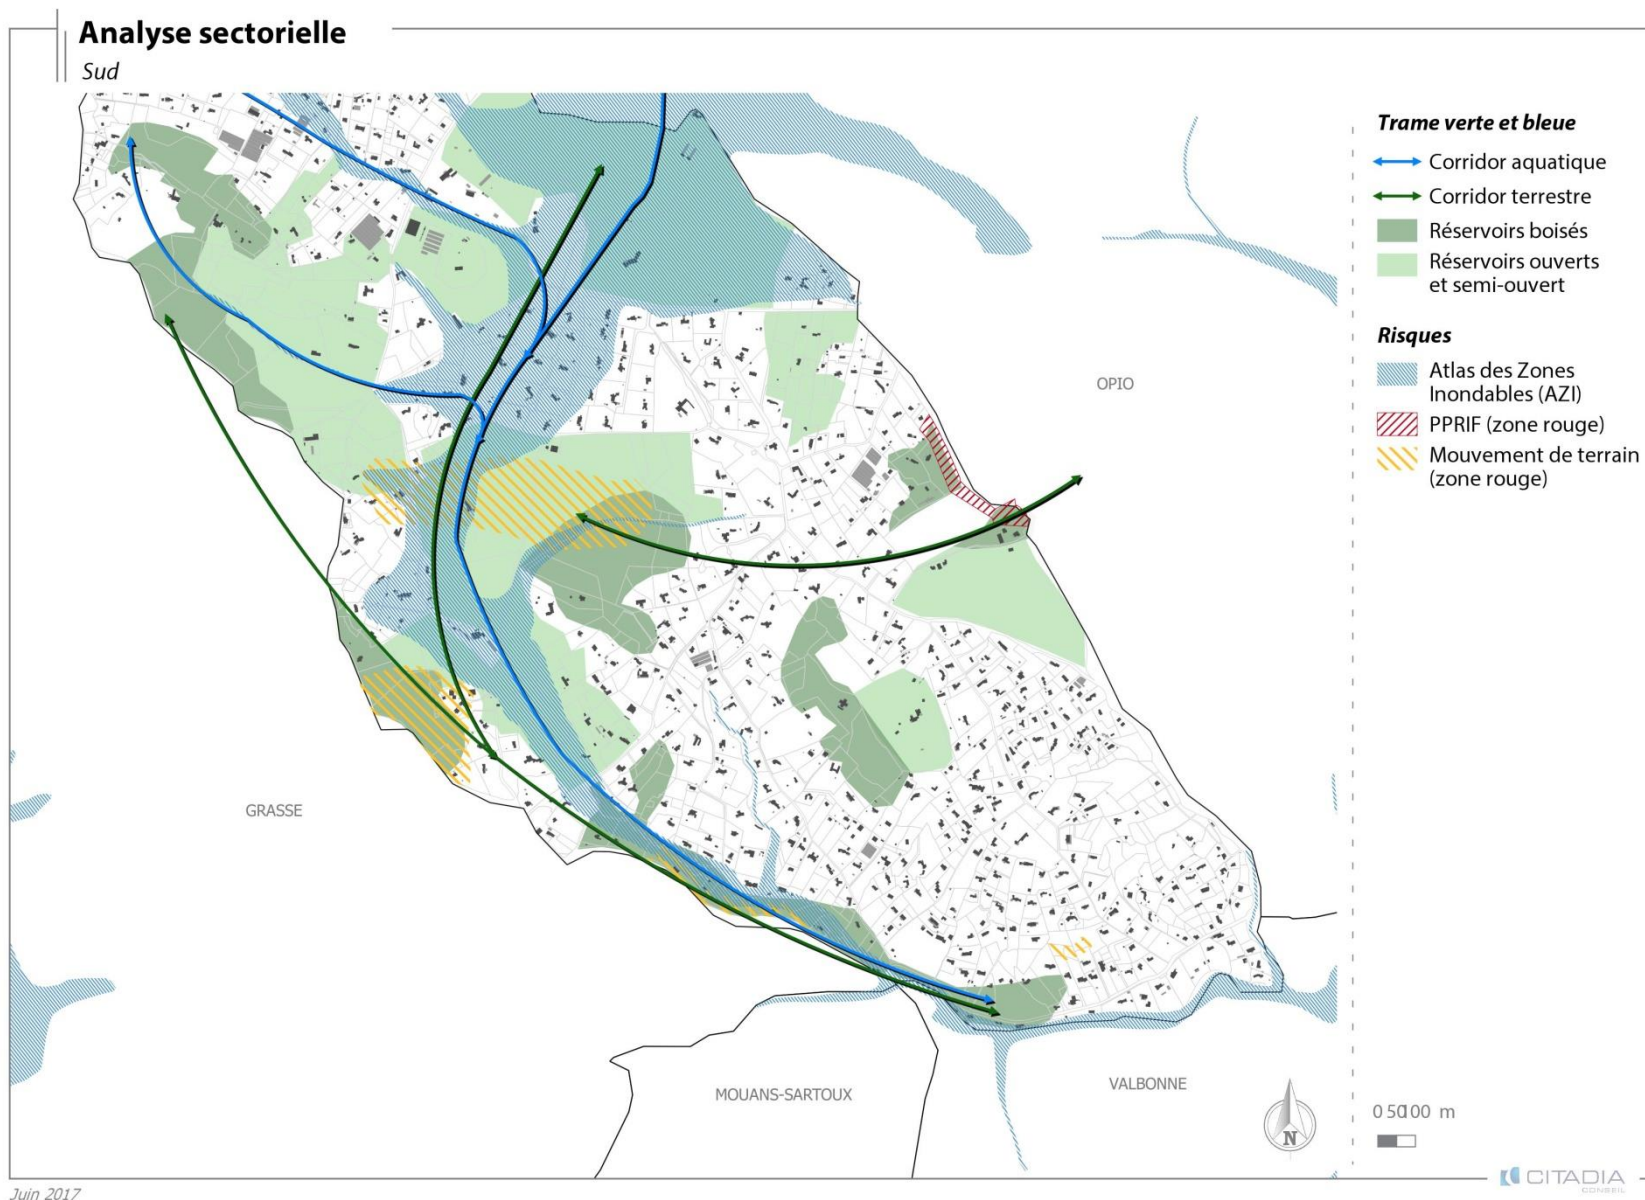 Analyse sectorielle
Sud
Trame verte et bleue
Corridor aquatique
Corridor terrestre
Réservoirs boisés
Réservoirs ouverts
et semi-ouvert
Risques
Atlas des Zones
Inondables (AZI)
PPRIF (zone rouge)
Mouvement de terrain
(zone rouge)
OPIO
GRASSE
MOUANS-SARTOUX
VALBONNE
N
0 50100 m
CITADIA
CONSEIL
Juin 2017